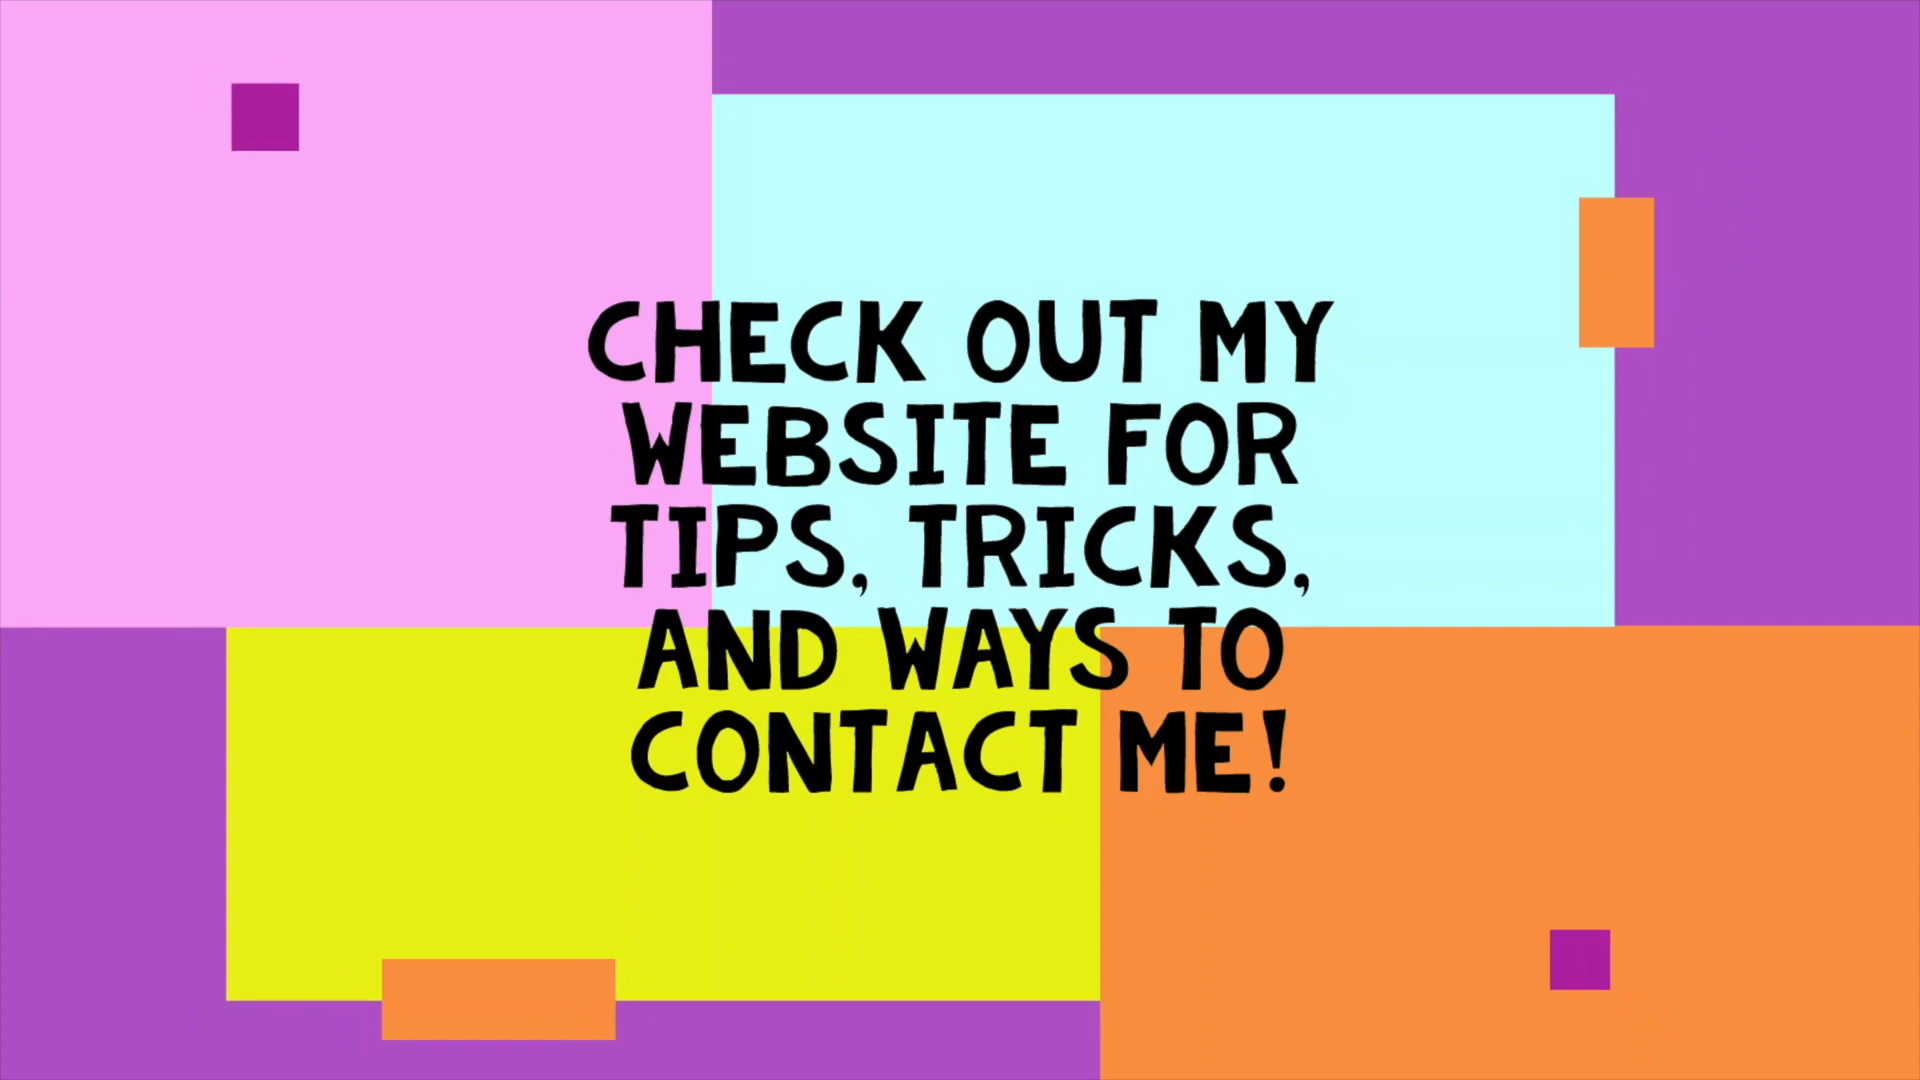 CHECK OUT MY
WEBSITE FOR
TIPS, TRICKS,
AND WAYS TO
CONTACT ME!